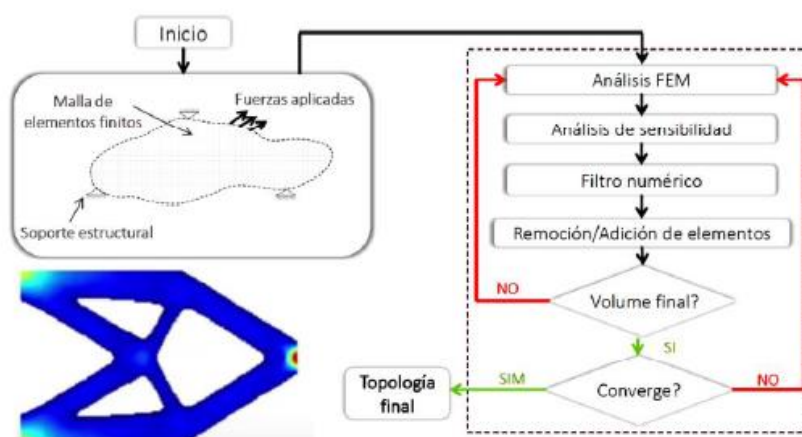 Inicio
Malla de
elementos finitos
Fuerzas aplicadas
Soporte estructural
Análisis FEM
Análisis de sensibilidad
Filtro numérico
Remoción/Adición de elementos
NO
Volume final?
SI
Topología
final
SIM
Converge?
NO